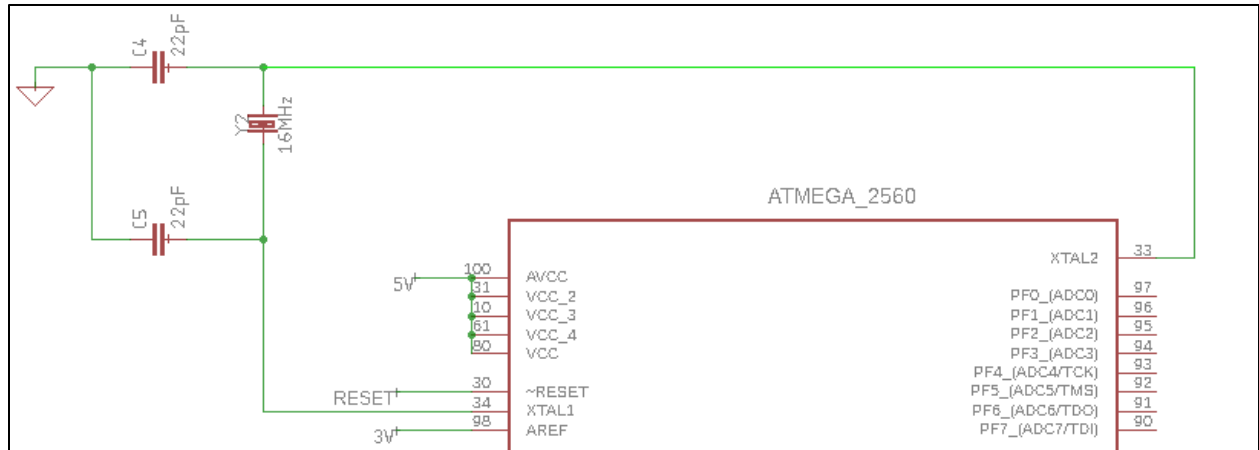 C4
22pF
Y2
16MHz
C5
22pF
ATMEGA_2560
5V
100 AVCC
31 VCC_2
10 VCC_3
61 VCC_4
80 VCC
RESET 30 ~RESET
34 XTAL1
3V 98 AREF
XTAL2 33
PF0_(ADC0) 97
PF1_(ADC1) 96
PF2_(ADC2) 95
PF3_(ADC3) 94
PF4_(ADC4/TCK) 93
PF5_(ADC5/TMS) 92
PF6_(ADC6/TDO) 91
PF7_(ADC7/TDI) 90